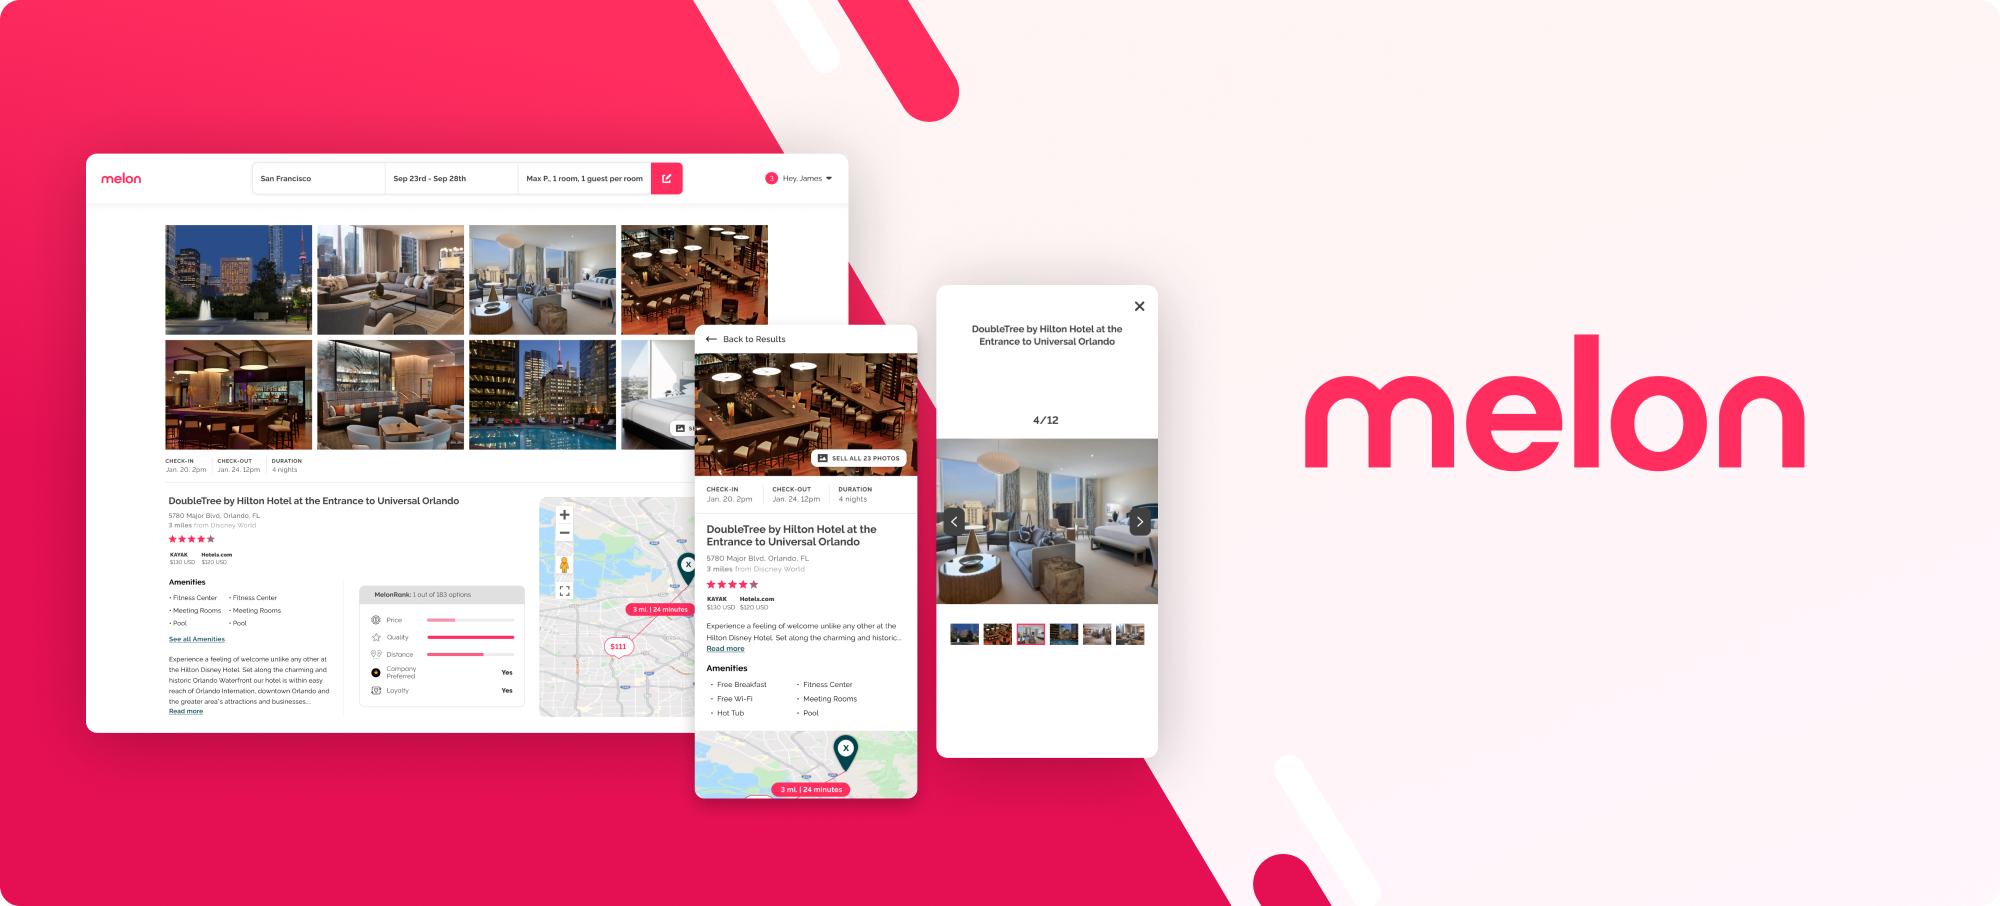 melon
San Francisco
Sep 23rd - Sep 28th
Max P., 1 room, 1 guest per room
3
Hey, James
CHECK-IN
Jan. 20, 2pm
CHECK-OUT
Jan. 24, 12pm
DURATION
4 nights
DoubleTree by Hilton Hotel at the Entrance to Universal Orlando
5780 Major Blvd, Orlando, FL
3 miles from Disney World
KAYAK
$130 USD
Hotels.com
$120 USD
Amenities
• Fitness Center
• Fitness Center
• Meeting Rooms
• Meeting Rooms
• Pool
• Pool
See all Amenities
Experience a feeling of welcome unlike any other at
the Hilton Disney Hotel. Set along the charming and
historic Orlando Waterfront our hotel is within easy
reach of Orlando Internation, downtown Orlando and
the greater area's attractions and businesses...
Read more
MelonRank: 1 out of 183 options
Price
Quality
Distance
Company
Preferred
Yes
Loyalty
Yes
X
3 mi. | 24 minutes
$111
Back to Results
SELL ALL 23 PHOTOS
CHECK-IN
Jan. 20, 2pm
CHECK-OUT
Jan. 24, 12pm
DURATION
4 nights
DoubleTree by Hilton Hotel at the
Entrance to Universal Orlando
5780 Major Blvd, Orlando, FL
3 miles from Discney World
KAYAK
$130 USD
Hotels.com
$120 USD
Experience a feeling of welcome unlike any other at the
Hilton Disney Hotel. Set along the charming and historic...
Read more
Amenities
• Free Breakfast
• Fitness Center
• Free Wi-Fi
• Meeting Rooms
• Hot Tub
• Pool
X
3 mi. | 24 minutes
DoubleTree by Hilton Hotel at the
Entrance to Universal Orlando
4/12
melon